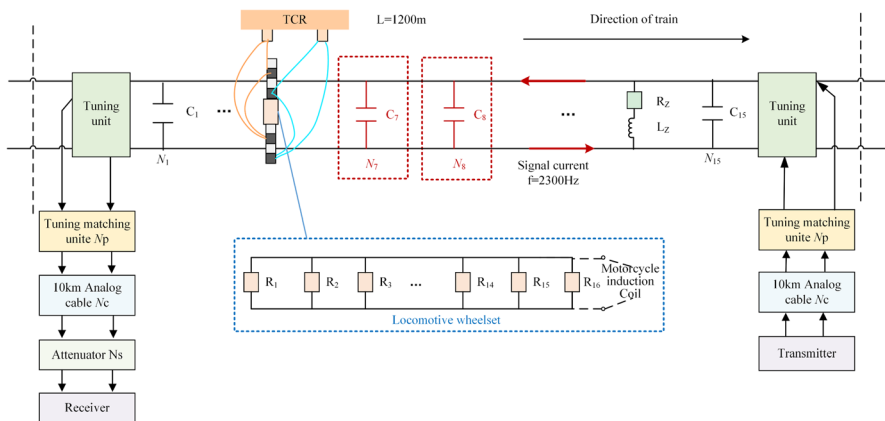 TCR
L=1200m
Direction of train
Tuning
unit
C1
...
C7
C8
...
RZ
LZ
C15
Tuning
unit
N1
N7
N8
Signal current
f=2300Hz
N15
Tuning matching
unite Np
10km Analog
cable Nc
Attenuator Ns
Receiver
R1
R2
R3
...
R14
R15
R16
Motorcycle
induction
Coil
Locomotive wheelset
Tuning matching
unite Np
10km Analog
cable Nc
Transmitter